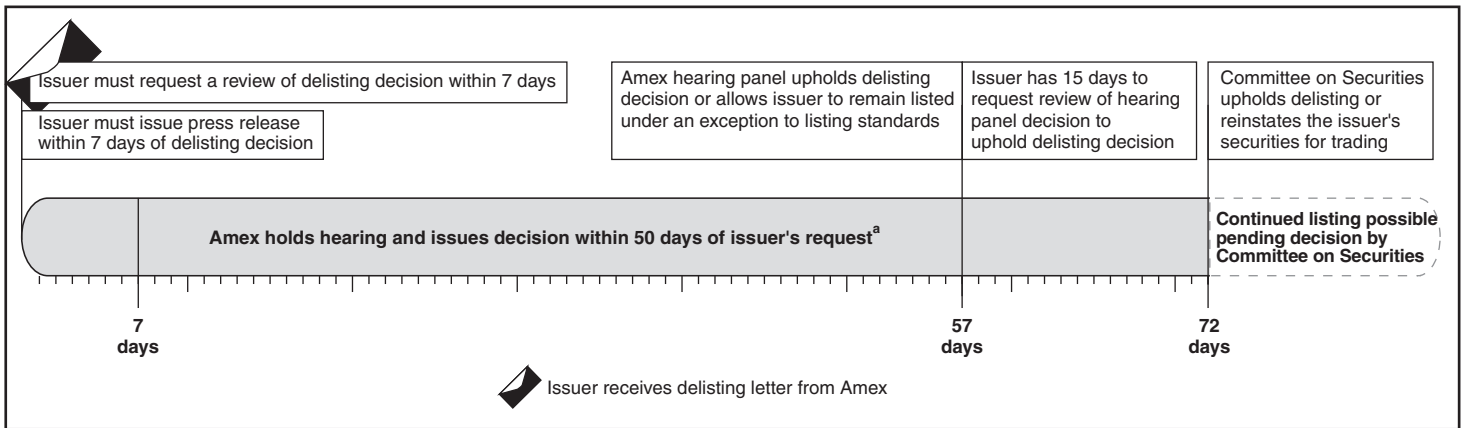 Issuer must request a review of delisting decision within 7 days
Issuer must issue press release
within 7 days of delisting decision
Amex hearing panel upholds delisting
decision or allows issuer to remain listed
under an exception to listing standards
Issuer has 15 days to
request review of hearing
panel decision to
uphold delisting decision
Committee on Securities
upholds delisting or
reinstates the issuer's
securities for trading
Amex holds hearing and issues decision within 50 days of issuer's requestª
Continued listing possible
pending decision by
Committee on Securities
7
days
57
days
72
days
Issuer receives delisting letter from Amex